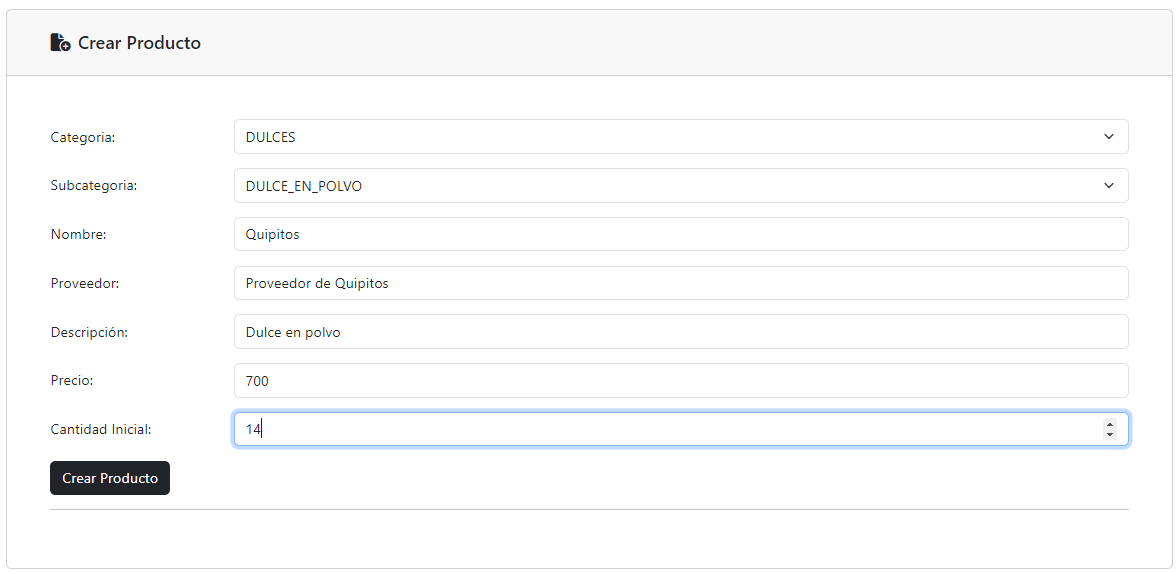 Crear Producto
Categoria: DULCES
Subcategoria: DULCE_EN_POLVO
Nombre: Quipitos
Proveedor: Proveedor de Quipitos
Descripción: Dulce en polvo
Precio: 700
Cantidad Inicial: 14
Crear Producto